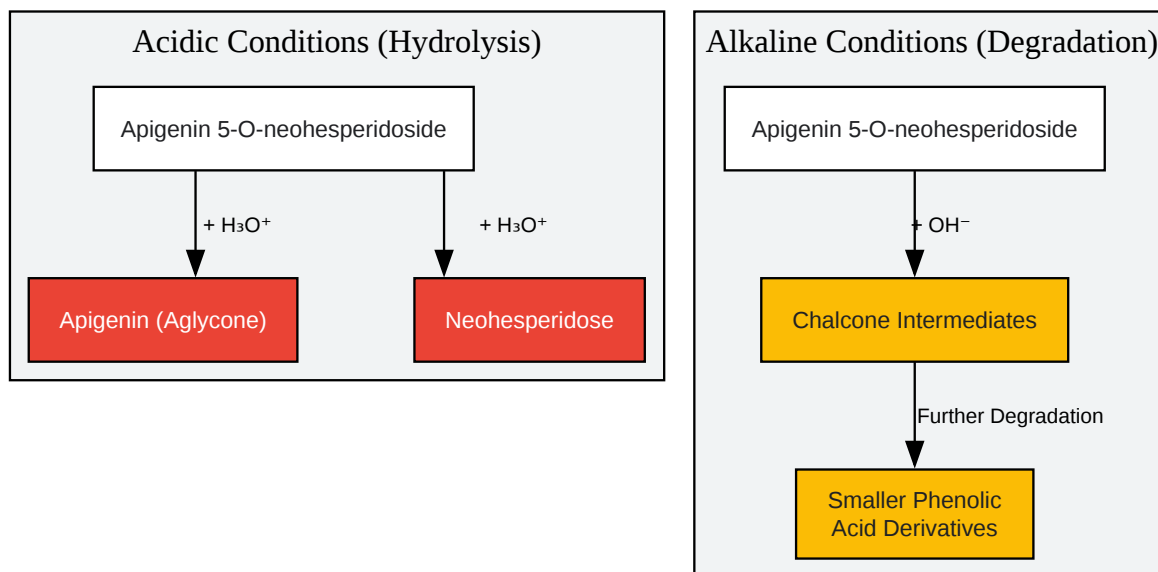 Acidic Conditions (Hydrolysis)
Apigenin 5-O-neohesperidoside
+ H₃O⁺
+ H₃O⁺
Apigenin (Aglycone)
Neohesperidose
Alkaline Conditions (Degradation)
Apigenin 5-O-neohesperidoside
+ OH⁻
Chalcone Intermediates
Further Degradation
Smaller Phenolic
Acid Derivatives